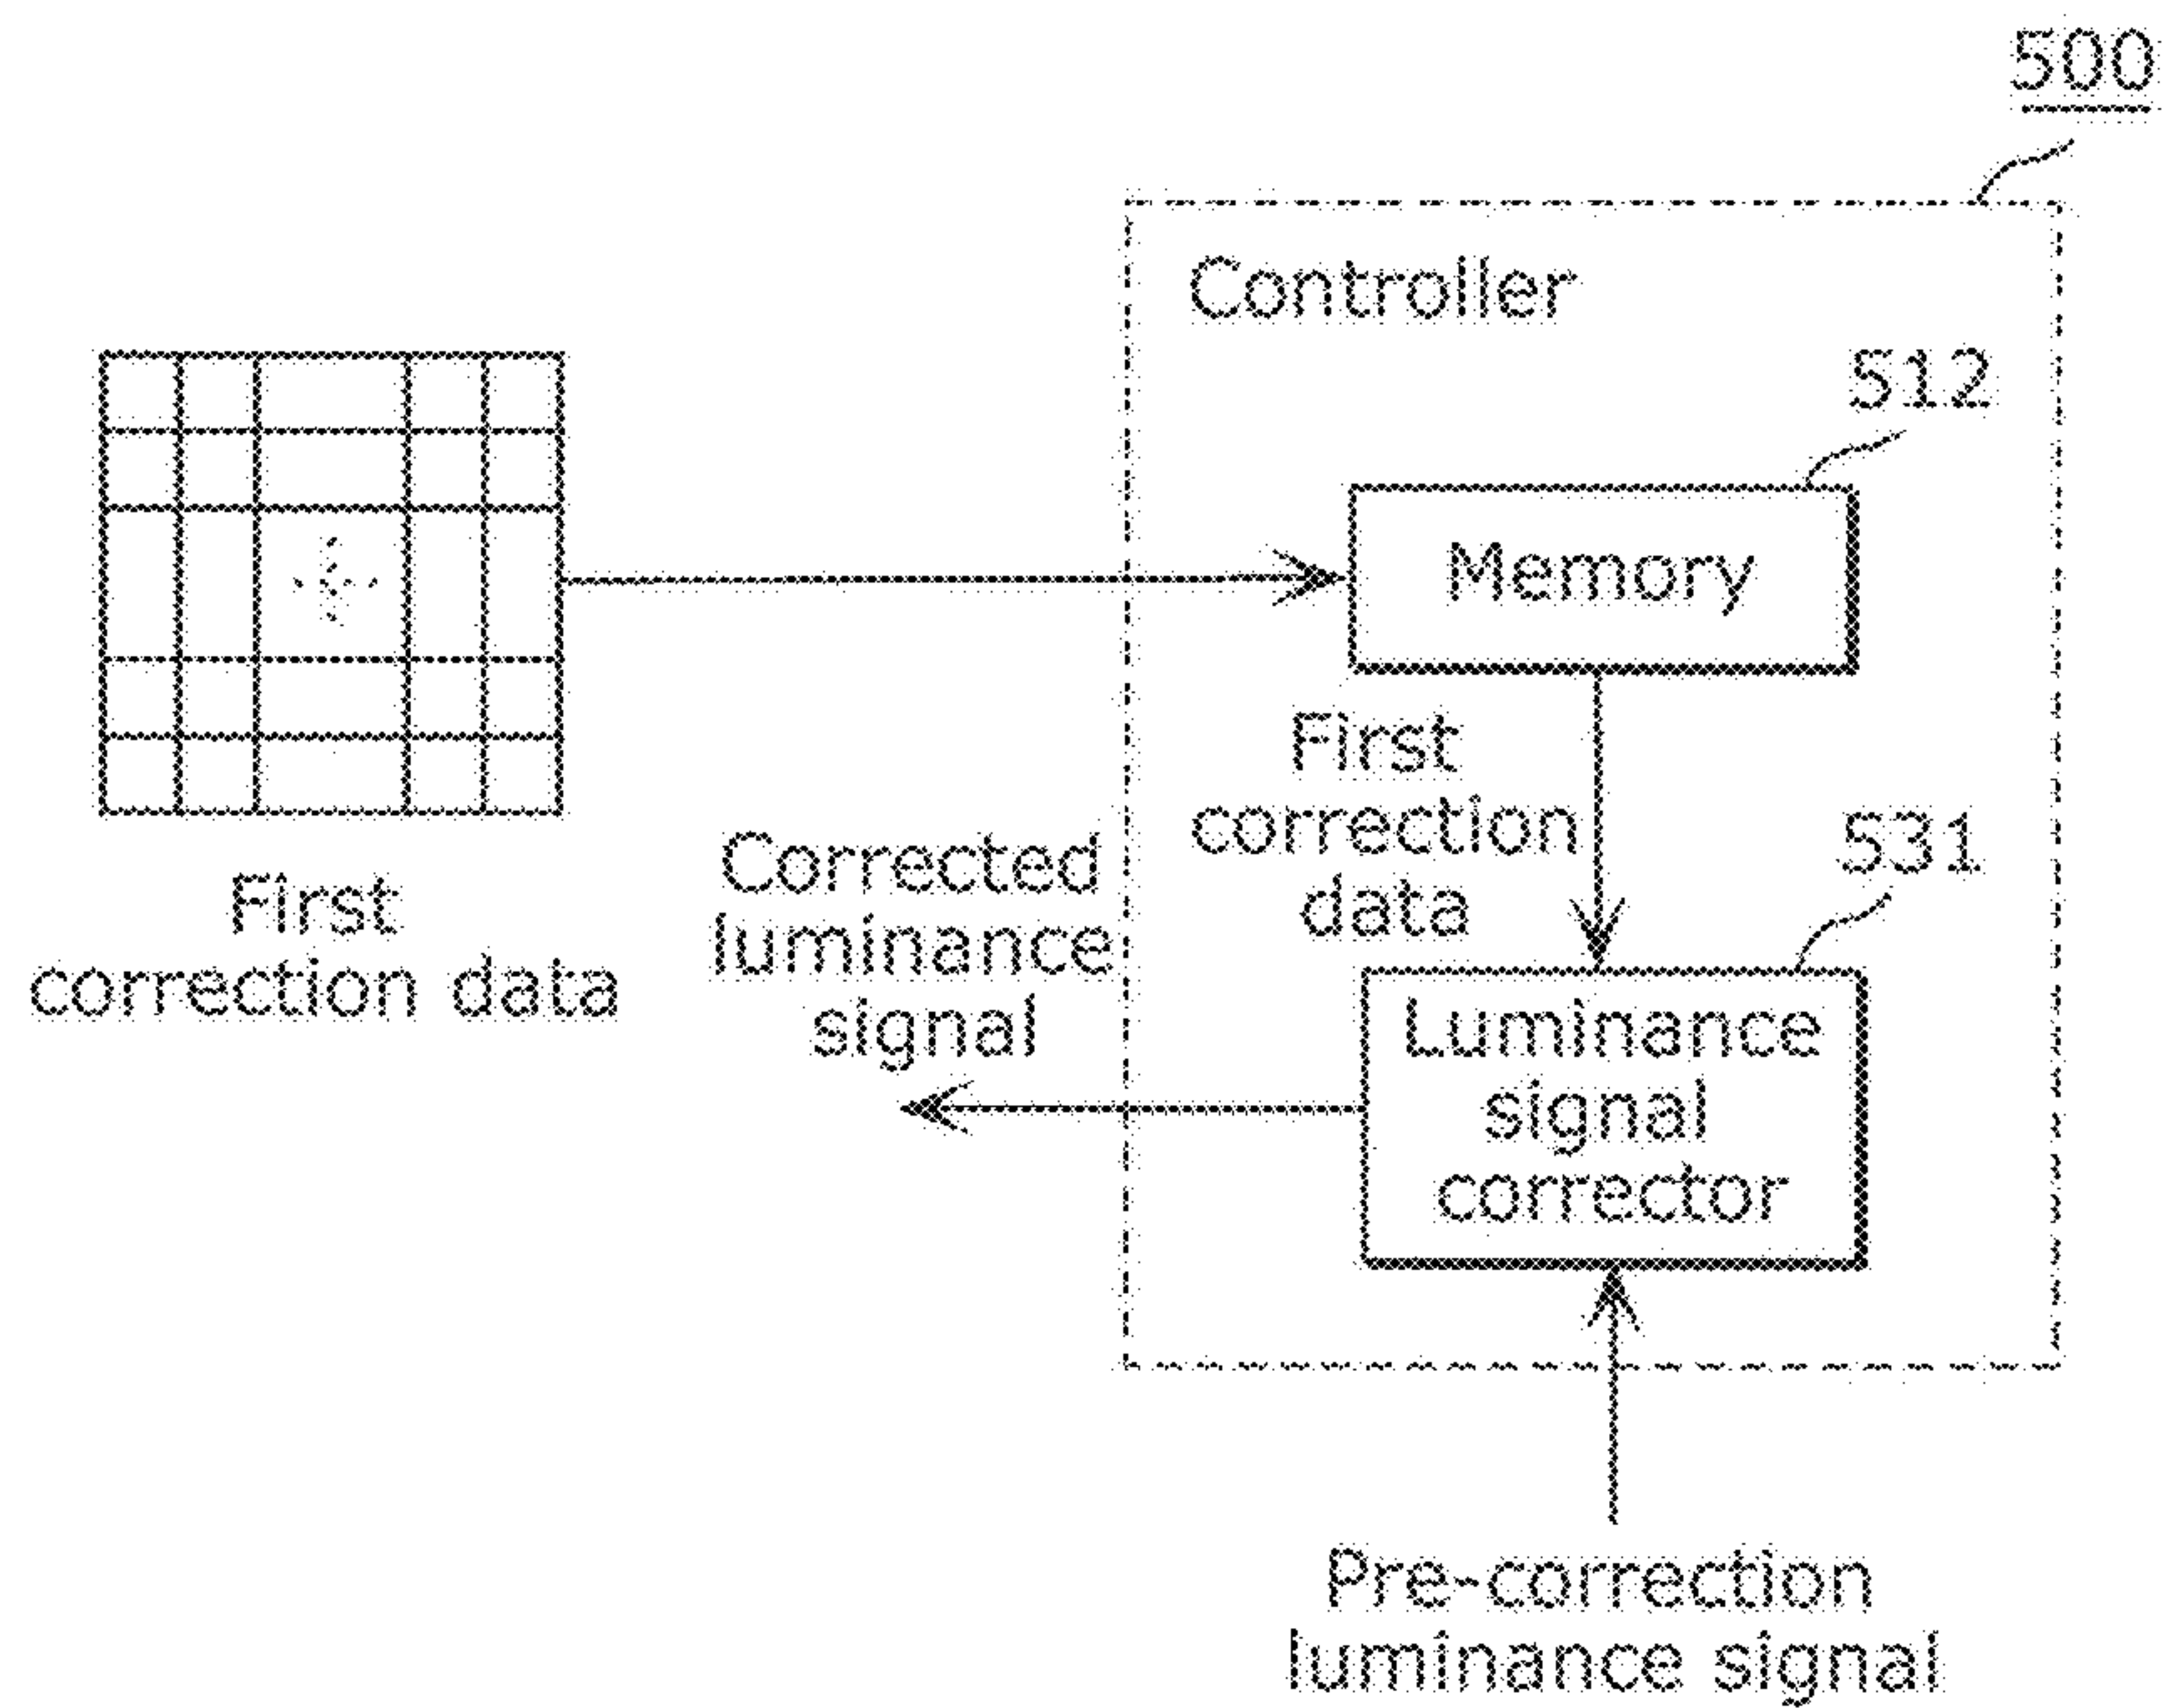 500
Controller
512
Memory
First
correction
data
531
First
correction data
Corrected
luminance
signal
Luminance
signal
corrector
Pre-correction
luminance signal